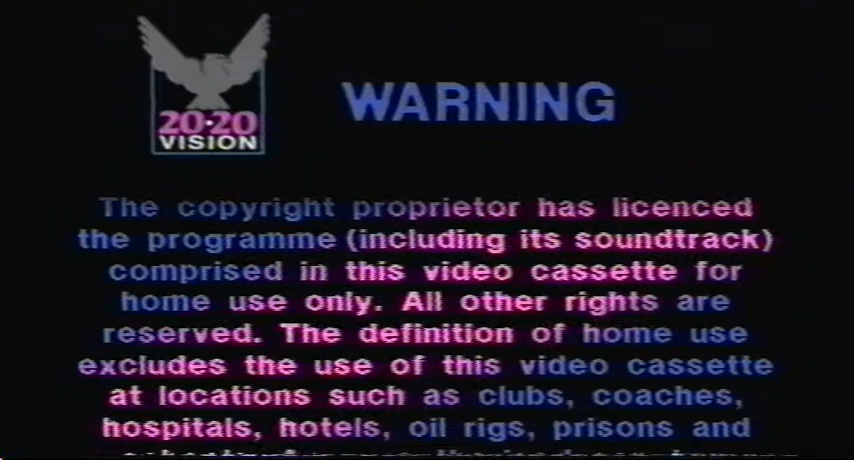 20·20
VISION
WARNING
The copyright proprietor has licenced
the programme (including its soundtrack)
comprised in this video cassette for
home use only. All other rights are
reserved. The definition of home use
excludes the use of this video cassette
at locations such as clubs, coaches,
hospitals, hotels, oil rigs, prisons and